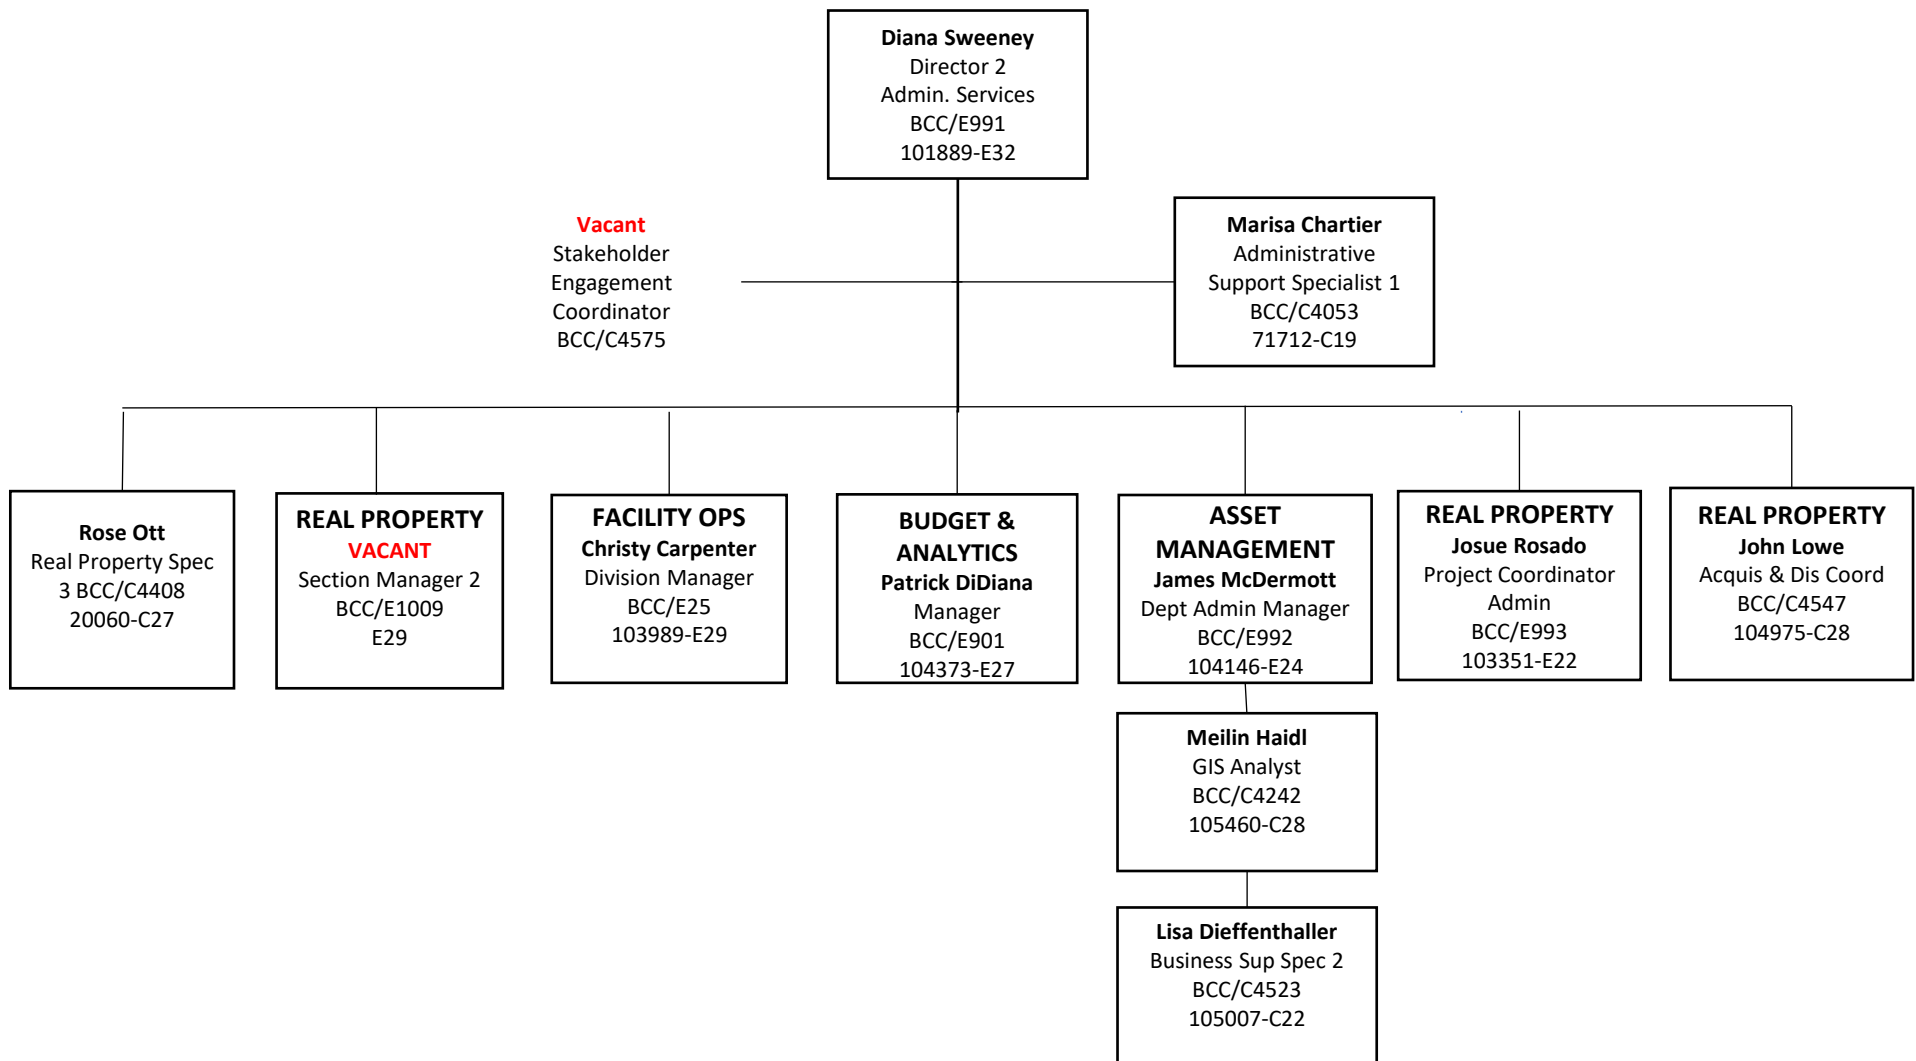 Diana Sweeney
Director 2
Admin. Services
BCC/E991
101889-E32
Vacant
Stakeholder
Engagement
Coordinator
BCC/C4575
Marisa Chartier
Administrative
Support Specialist 1
BCC/C4053
71712-C19
Rose Ott
Real Property Spec
3 BCC/C4408
20060-C27
REAL PROPERTY
VACANT
Section Manager 2
BCC/E1009
E29
FACILITY OPS
Christy Carpenter
Division Manager
BCC/E25
103989-E29
BUDGET &
ANALYTICS
Patrick DiDiana
Manager
BCC/E901
104373-E27
ASSET
MANAGEMENT
James McDermott
Dept Admin Manager
BCC/E992
104146-E24
REAL PROPERTY
Josue Rosado
Project Coordinator
Admin
BCC/E993
103351-E22
REAL PROPERTY
John Lowe
Acquis & Dis Coord
BCC/C4547
104975-C28
Meilin Haidl
GIS Analyst
BCC/C4242
105460-C28
Lisa Dieffenthaller
Business Sup Spec 2
BCC/C4523
105007-C22